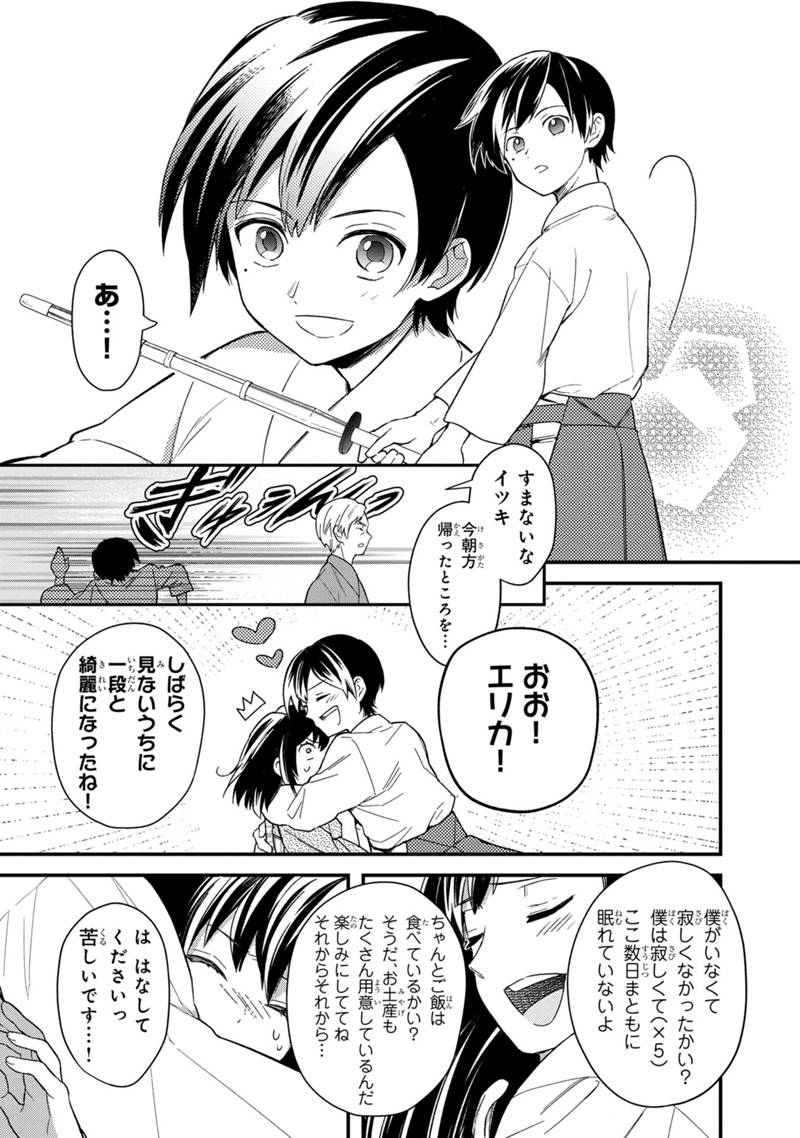 あ…！
すまないな
イツキ
今朝方
帰ったところを…
ギュゥンッ
おお！
エリカ！
しばらく
見ないうちに
一段と
綺麗になったね！
僕がいなくて
寂しくなかったかい？
僕は寂しくて(×5)
ここ数日まともに
眠れていないよ
ちゃんとご飯は
食べているかい？
そうだ、お土産も
たくさん用意しているんだ
楽しみにしててね
それからそれから…
は はなして
くださいっ
苦しいです…！